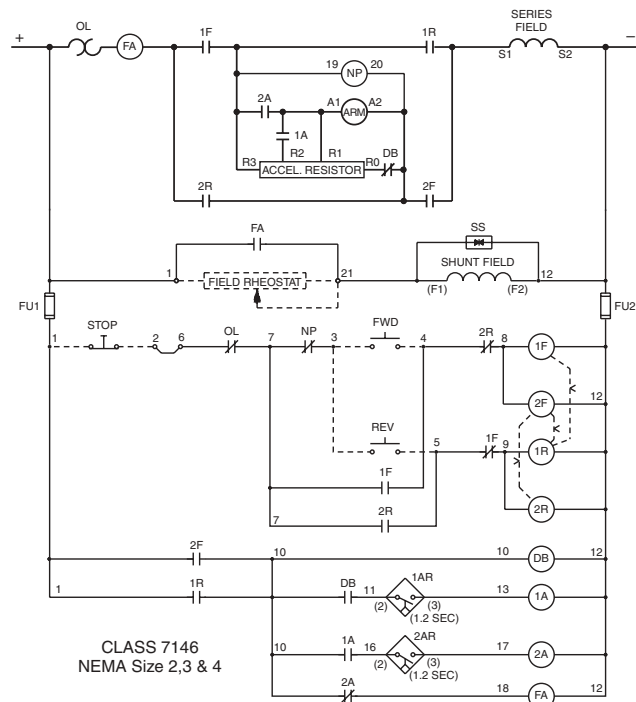 OL
SERIES
FIELD
+ FA 1F 1R S1 S2 −
19 NP 20
2A A1 ARM A2
1A
R2 R1 DB
R3 ACCEL. RESISTOR R0
2R 2F
FA SS
SHUNT FIELD
1 FIELD RHEOSTAT 21 (F1) (F2) 12
FU1 FU2
STOP OL NP FWD 2R
1 2 6 7 3 4 8 1F
2F 12
REV 1F
5 9 1R
1F
2R 2R
7
2F 10 10 DB 12
1 1R DB 11 1AR 13 1A
(2) (3)
(1.2 SEC)
CLASS 7146
NEMA Size 2,3 & 4
10 1A 16 2AR 17 2A
(2) (3)
(1.2 SEC)
2A 18 FA 12